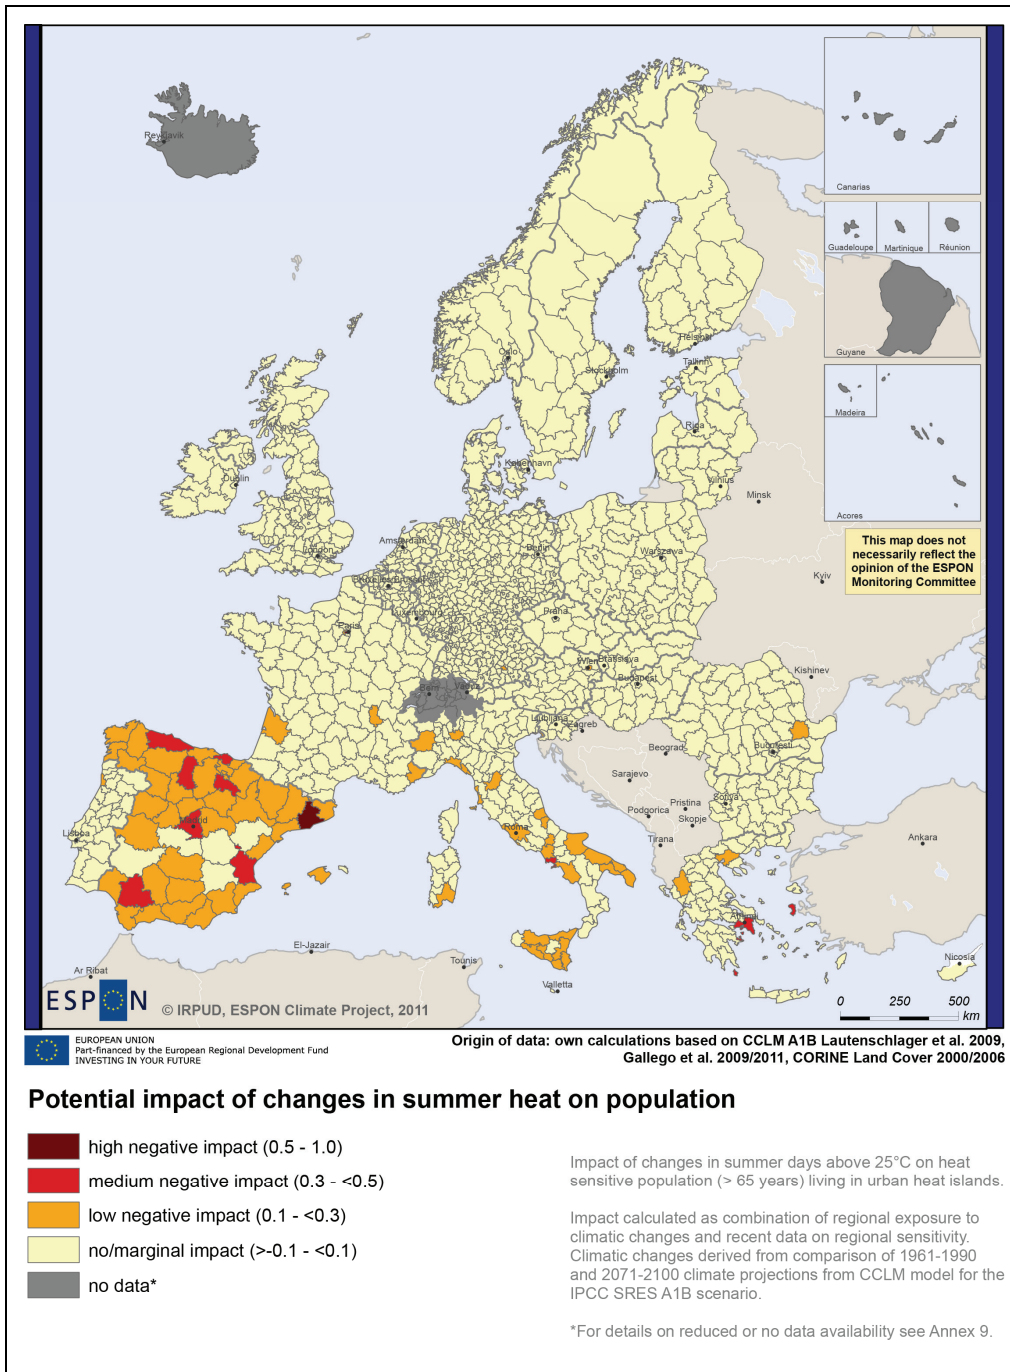 Reykjavik
Canarias
Guadeloupe
Martinique
Réunion
Guyane
Madeira
Acores
This map does not
necessarily reflect the
opinion of the ESPON
Monitoring Committee
Oslo
Helsinki
Tallinn
Stockholm
Riga
København
Vilnius
Minsk
Dublin
London
Amsterdam
Berlin
Warszawa
Kyiv
Luxembourg
Paris
Praha
Wien
Bratislava
Budapest
Kishinev
Bern
Vaduz
Ljubljana
Zagreb
Beograd
Bucuresti
Sarajevo
Pristina
Sofiya
Podgorica
Skopje
Tirana
Roma
Ankara
Madrid
Lisboa
Athinai
Nicosia
El-Jazair
Tounis
Ar Ribat
Valletta
ESPON
© IRPUD, ESPON Climate Project, 2011
0 250 500
km
EUROPEAN UNION
Part-financed by the European Regional Development Fund
INVESTING IN YOUR FUTURE
Origin of data: own calculations based on CCLM A1B Lautenschlager et al. 2009,
Gallego et al. 2009/2011, CORINE Land Cover 2000/2006
Potential impact of changes in summer heat on population
high negative impact (0.5 - 1.0)
medium negative impact (0.3 - <0.5)
low negative impact (0.1 - <0.3)
no/marginal impact (>-0.1 - <0.1)
no data*
Impact of changes in summer days above 25°C on heat
sensitive population (> 65 years) living in urban heat islands.
Impact calculated as combination of regional exposure to
climatic changes and recent data on regional sensitivity.
Climatic changes derived from comparison of 1961-1990
and 2071-2100 climate projections from CCLM model for the
IPCC SRES A1B scenario.
*For details on reduced or no data availability see Annex 9.